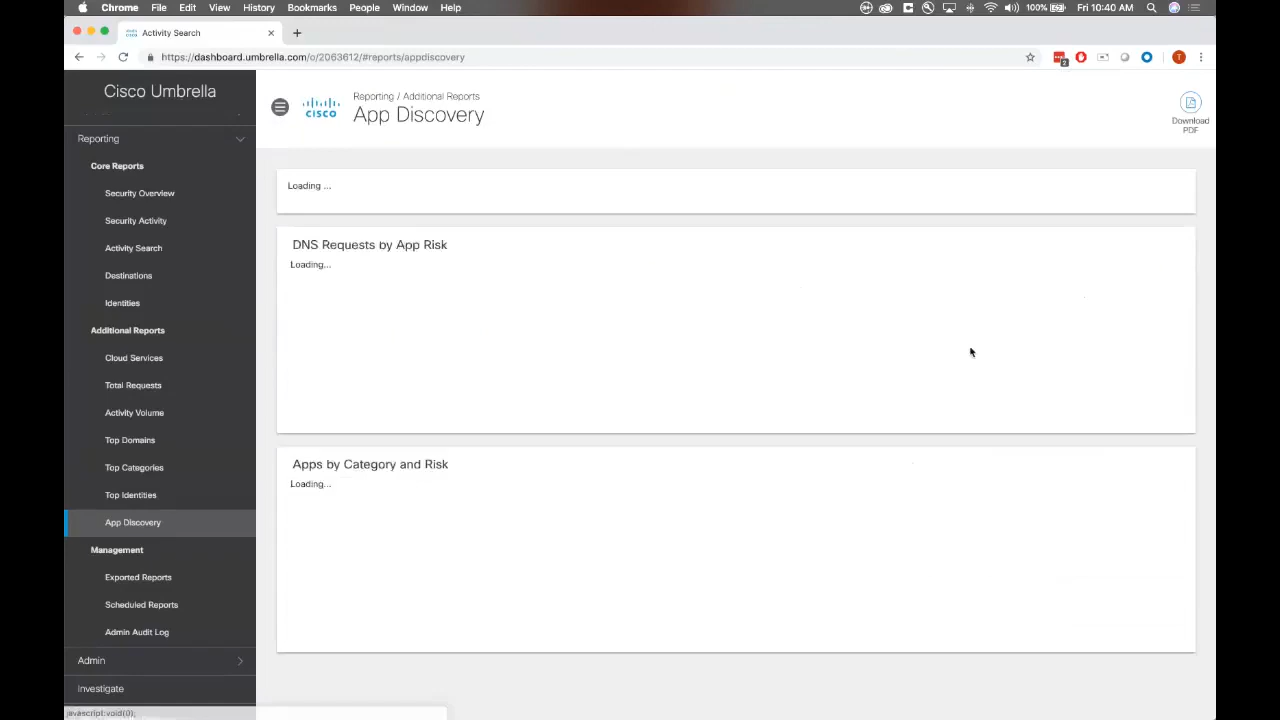 Chrome File Edit View History Bookmarks People Window Help 100% Fri 10:40 AM
Activity Search
https://dashboard.umbrella.com/o/2063612/#reports/appdiscovery
2
T
Cisco Umbrella
Reporting
Core Reports
Security Overview
Security Activity
Activity Search
Destinations
Identities
Additional Reports
Cloud Services
Total Requests
Activity Volume
Top Domains
Top Categories
Top Identities
App Discovery
Management
Exported Reports
Scheduled Reports
Admin Audit Log
Admin
Investigate
javascript:void(0);
CISCO
Reporting / Additional Reports
App Discovery
Download
PDF
Loading ...
DNS Requests by App Risk
Loading...
Apps by Category and Risk
Loading...